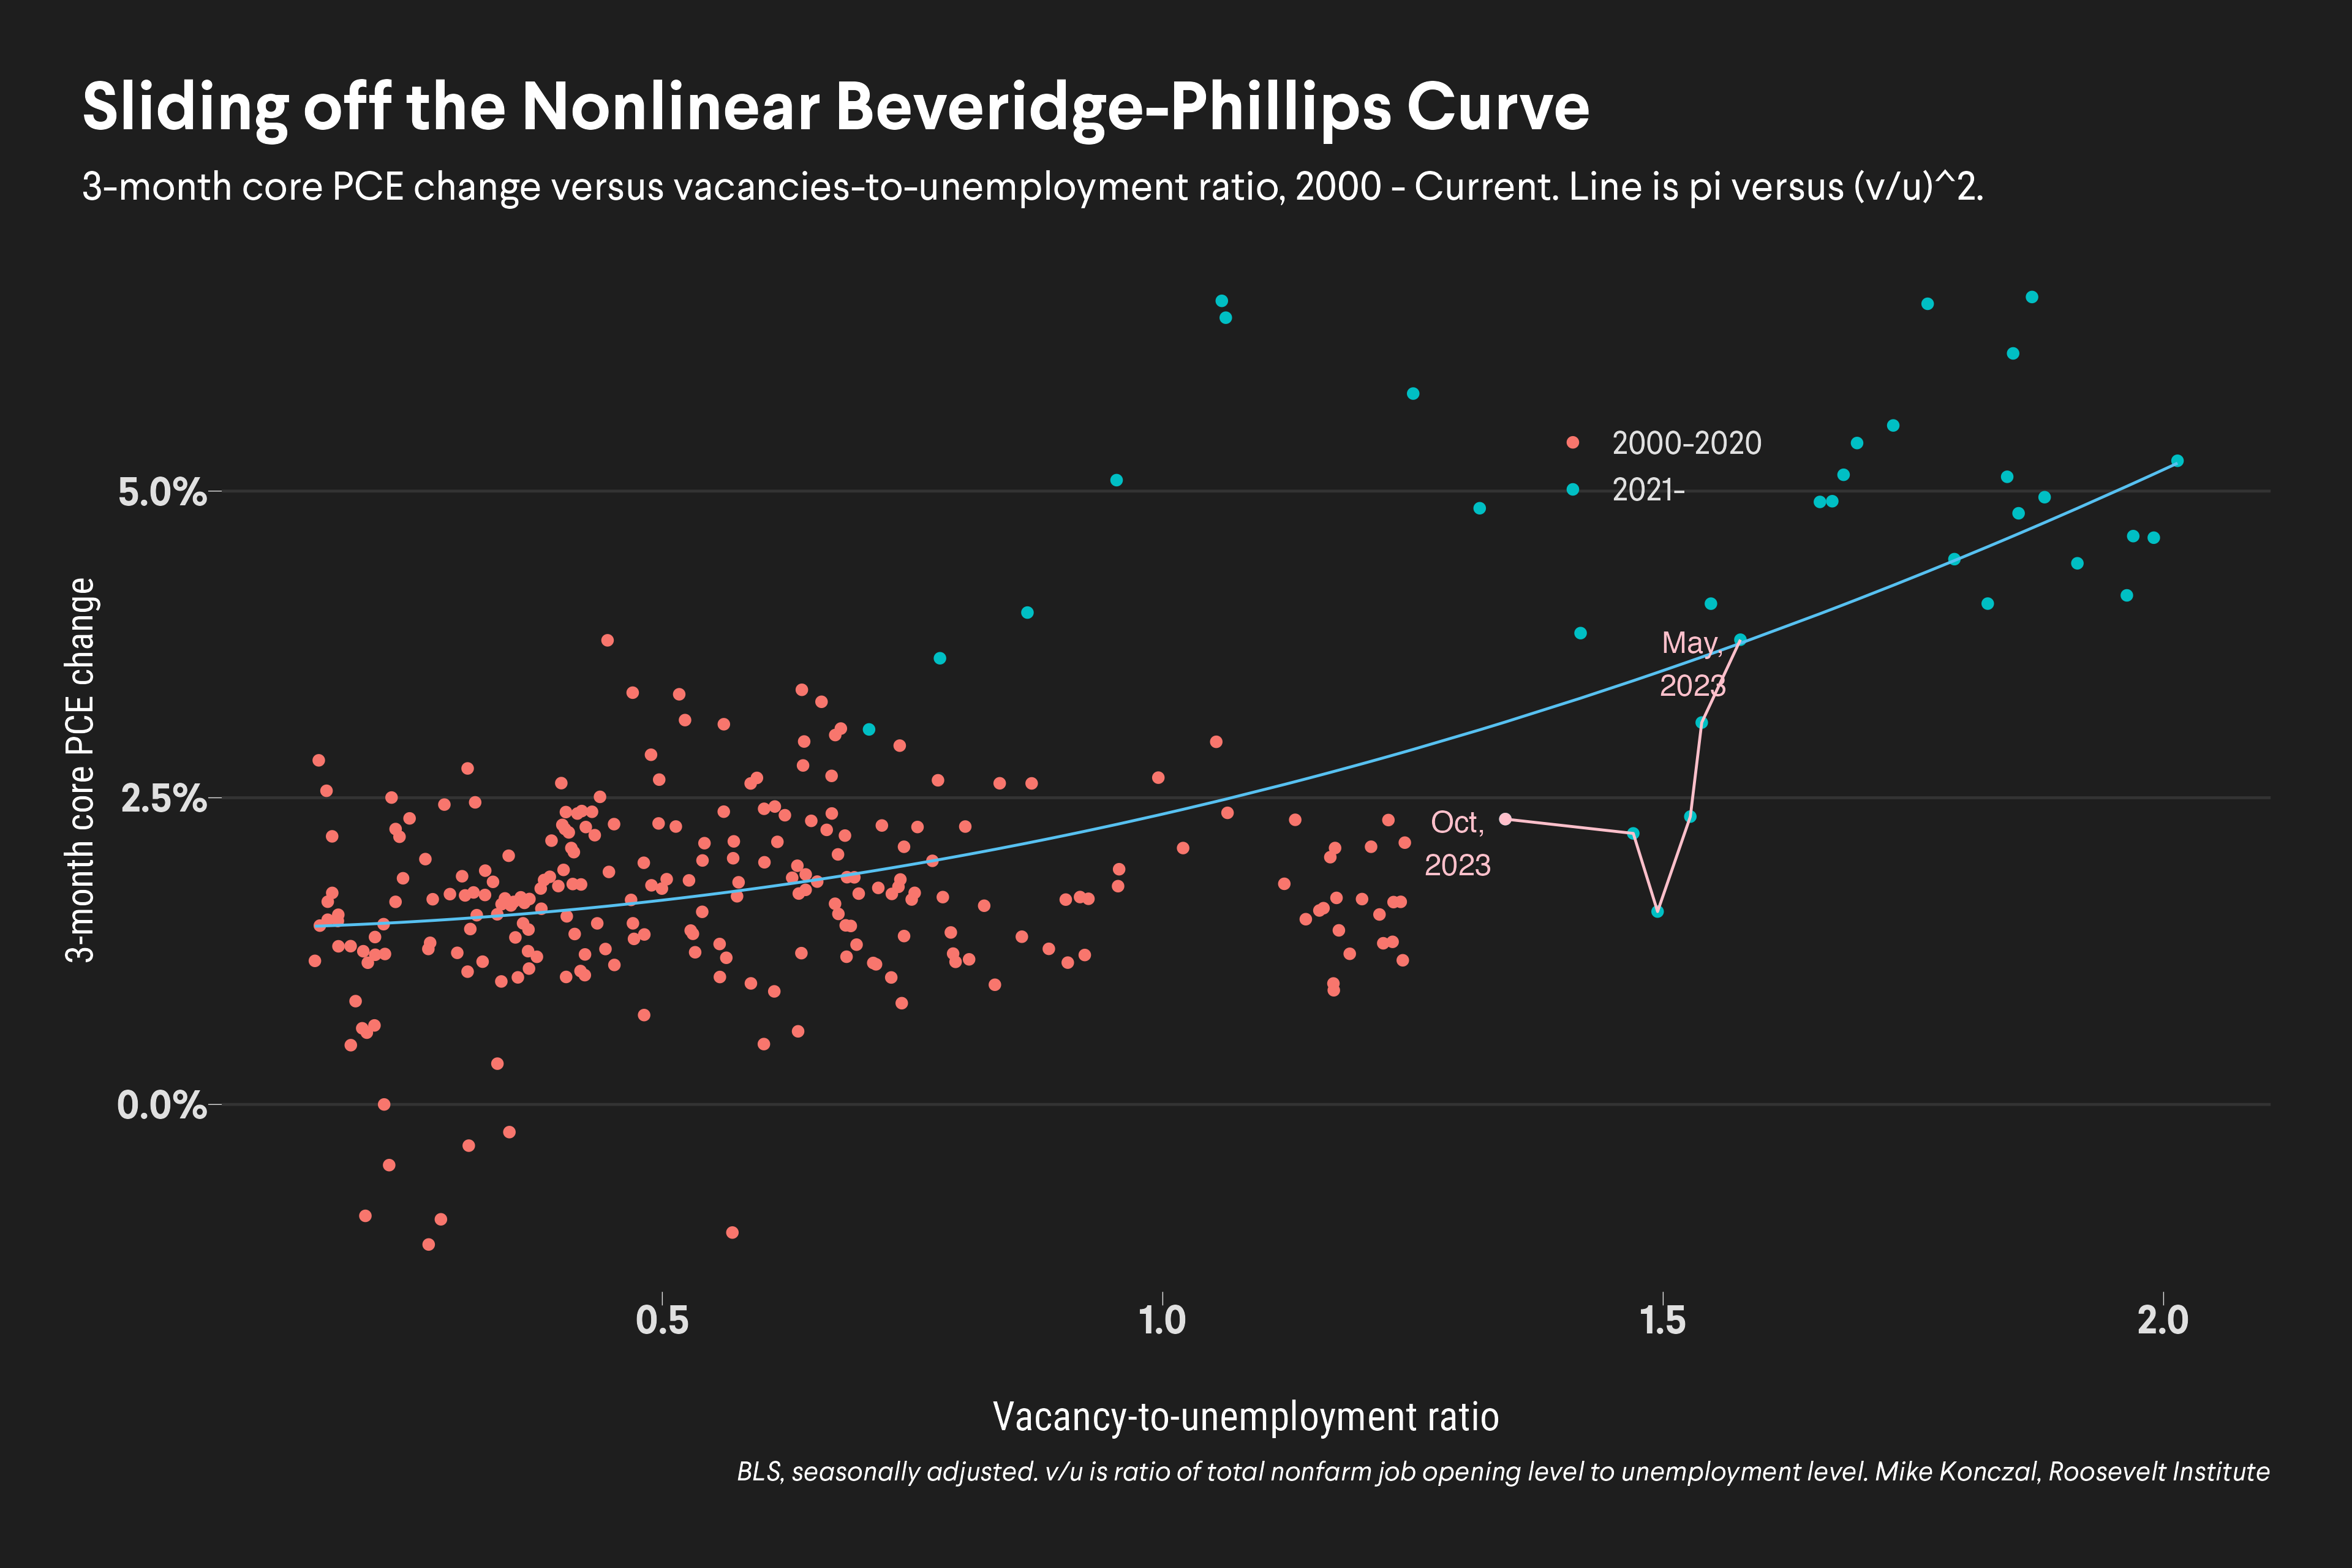 Sliding off the Nonlinear Beveridge-Phillips Curve
3-month core PCE change versus vacancies-to-unemployment ratio, 2000 - Current. Line is pi versus (v/u)^2.
2000-2020
2021-
5.0%
May,
2023
2.5%
Oct,
2023
0.0%
3-month core PCE change
0.5 1.0 1.5 2.0
Vacancy-to-unemployment ratio
BLS, seasonally adjusted. v/u is ratio of total nonfarm job opening level to unemployment level. Mike Konczal, Roosevelt Institute